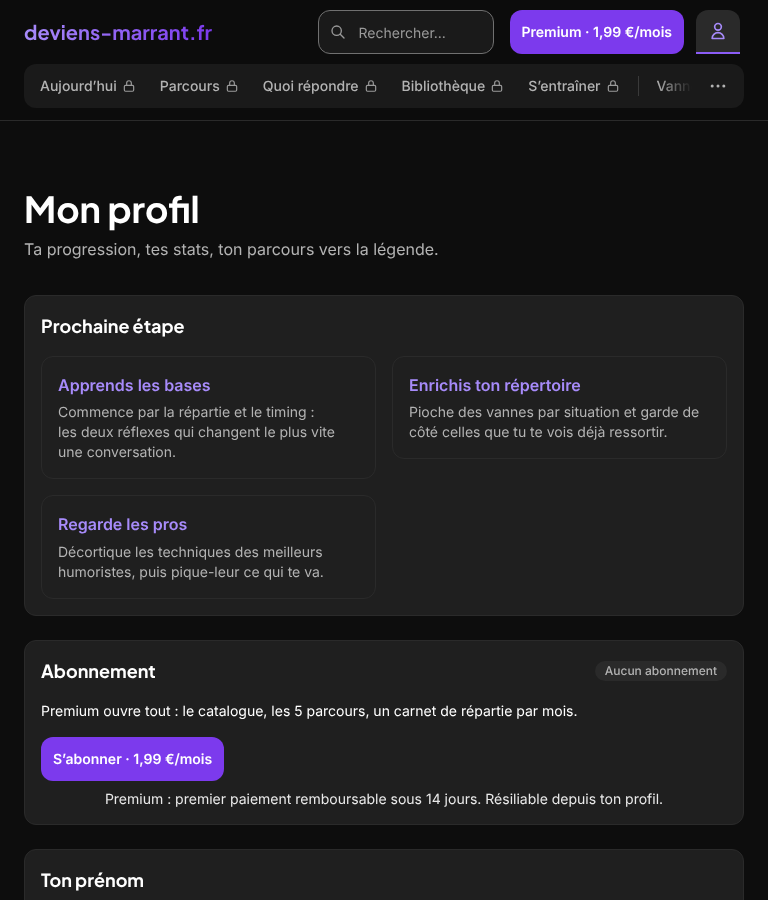 deviens-marrant.fr
Rechercher...
Premium · 1,99 €/mois
Aujourd’hui
Parcours
Quoi répondre
Bibliothèque
S’entraîner
Vann
Mon profil
Ta progression, tes stats, ton parcours vers la légende.
Prochaine étape
Apprends les bases
Commence par la répartie et le timing :
les deux réflexes qui changent le plus vite
une conversation.
Enrichis ton répertoire
Pioche des vannes par situation et garde de
côté celles que tu te vois déjà ressortir.
Regarde les pros
Décortique les techniques des meilleurs
humoristes, puis pique-leur ce qui te va.
Abonnement
Aucun abonnement
Premium ouvre tout : le catalogue, les 5 parcours, un carnet de répartie par mois.
S’abonner · 1,99 €/mois
Premium : premier paiement remboursable sous 14 jours. Résiliable depuis ton profil.
Ton prénom